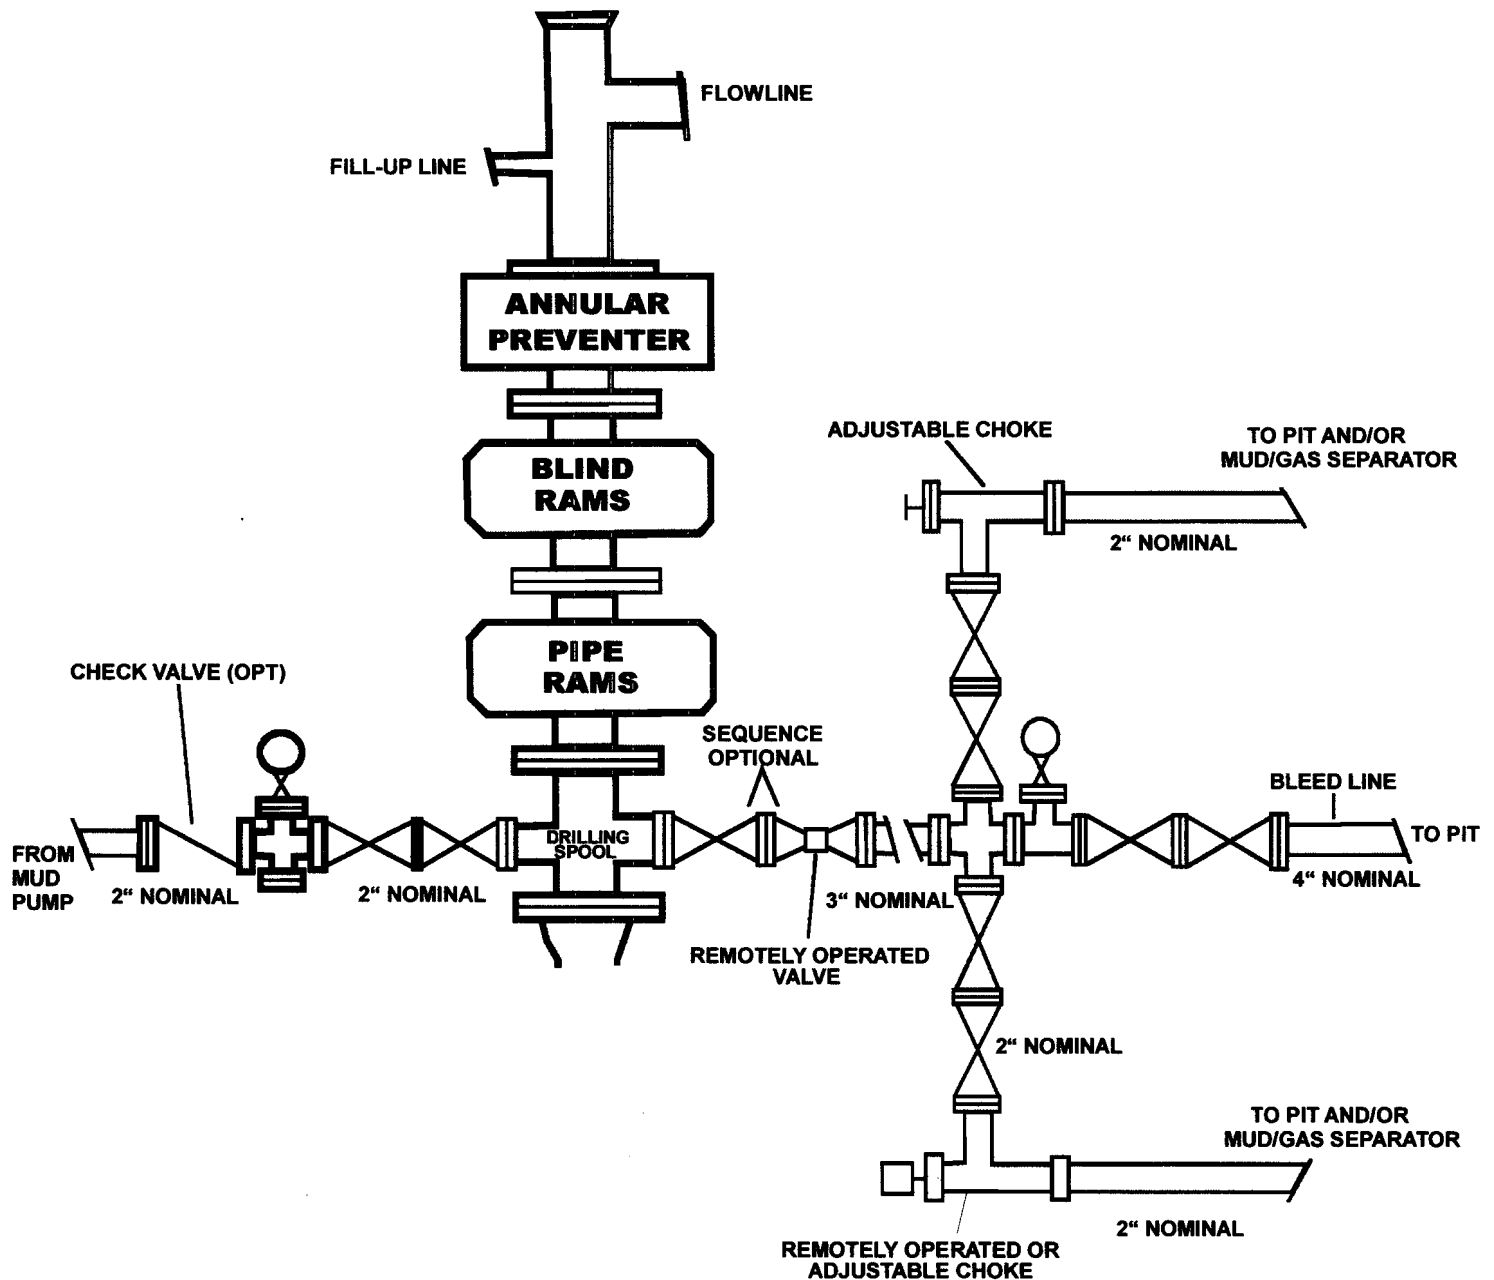 FLOWLINE
FILL-UP LINE
ANNULAR
PREVENTER
BLIND
RAMS
ADJUSTABLE CHOKE
TO PIT AND/OR
MUD/GAS SEPARATOR
2“ NOMINAL
PIPE
RAMS
CHECK VALVE (OPT)
SEQUENCE
OPTIONAL
BLEED LINE
TO PIT
4“ NOMINAL
DRILLING
SPOOL
FROM
MUD
PUMP
2“ NOMINAL
2“ NOMINAL
3“ NOMINAL
REMOTELY OPERATED
VALVE
2“ NOMINAL
TO PIT AND/OR
MUD/GAS SEPARATOR
2“ NOMINAL
REMOTELY OPERATED OR
ADJUSTABLE CHOKE